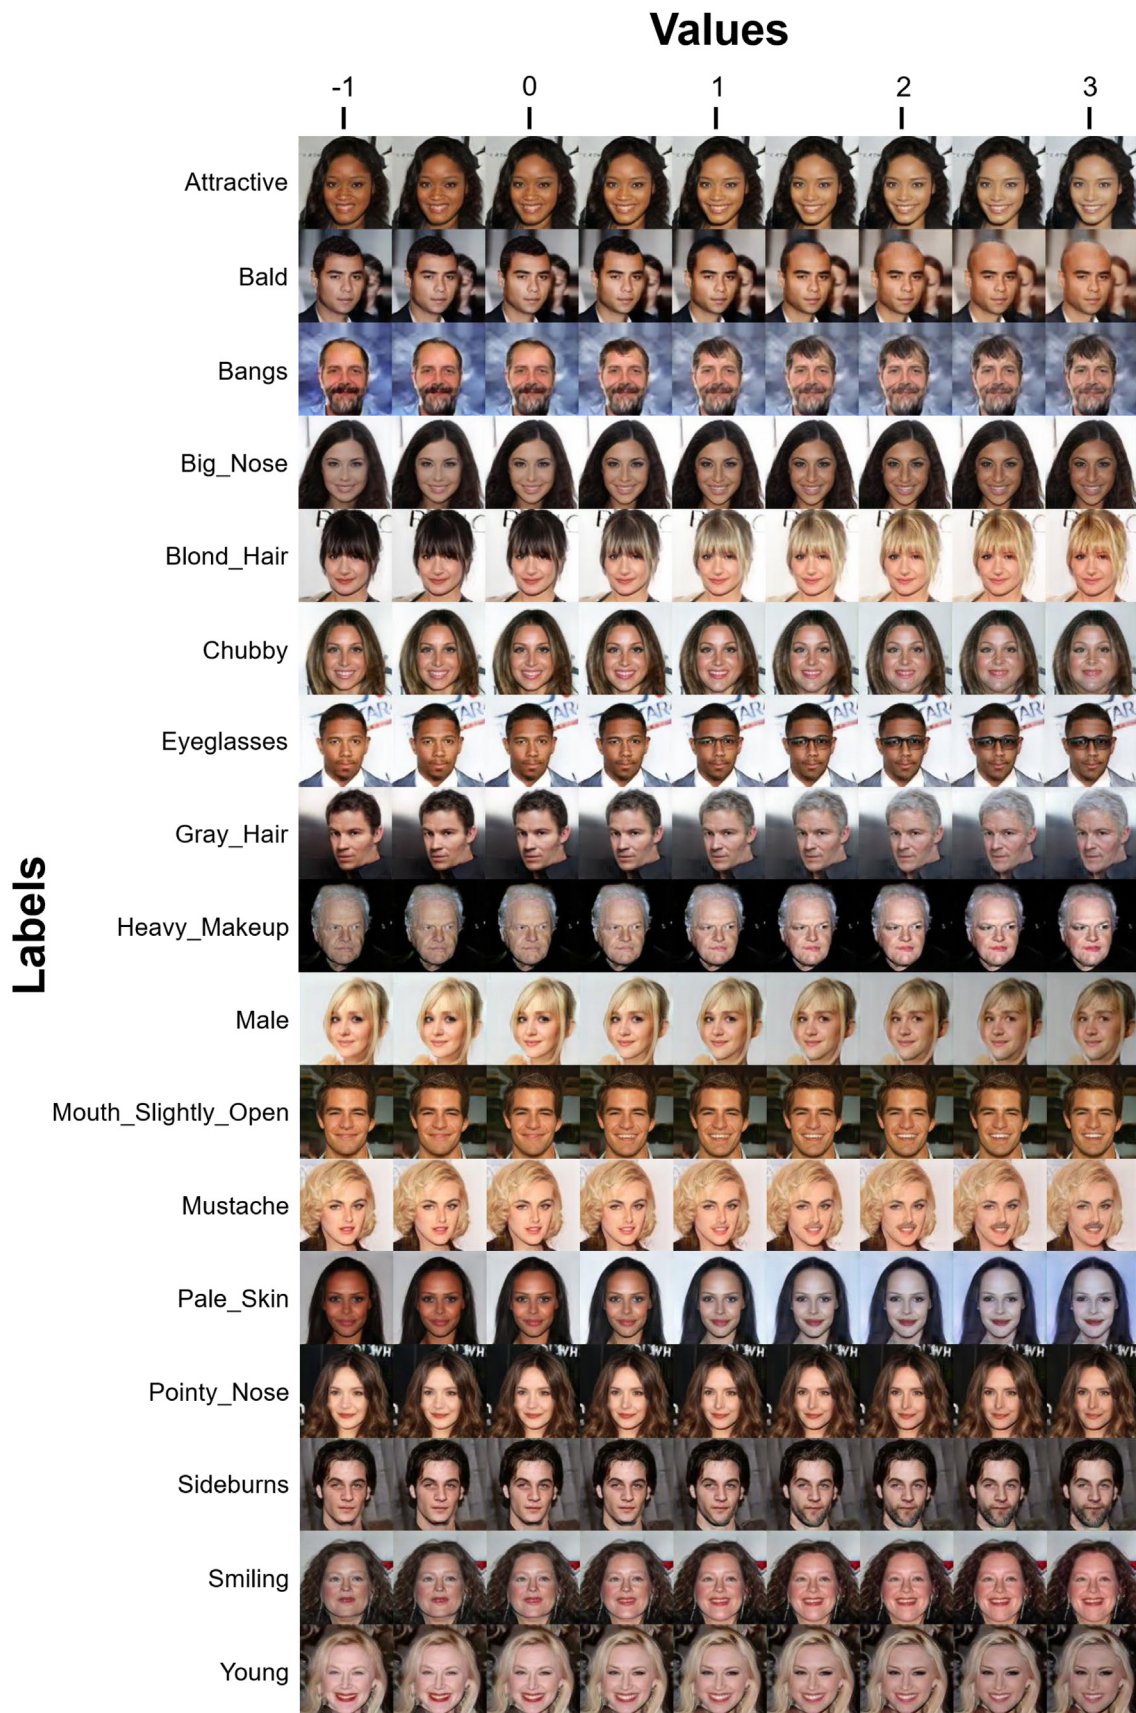 Values
-1 0 1 2 3
Labels
Attractive
Bald
Bangs
Big_Nose
Blond_Hair
Chubby
Eyeglasses
Gray_Hair
Heavy_Makeup
Male
Mouth_Slightly_Open
Mustache
Pale_Skin
Pointy_Nose
Sideburns
Smiling
Young